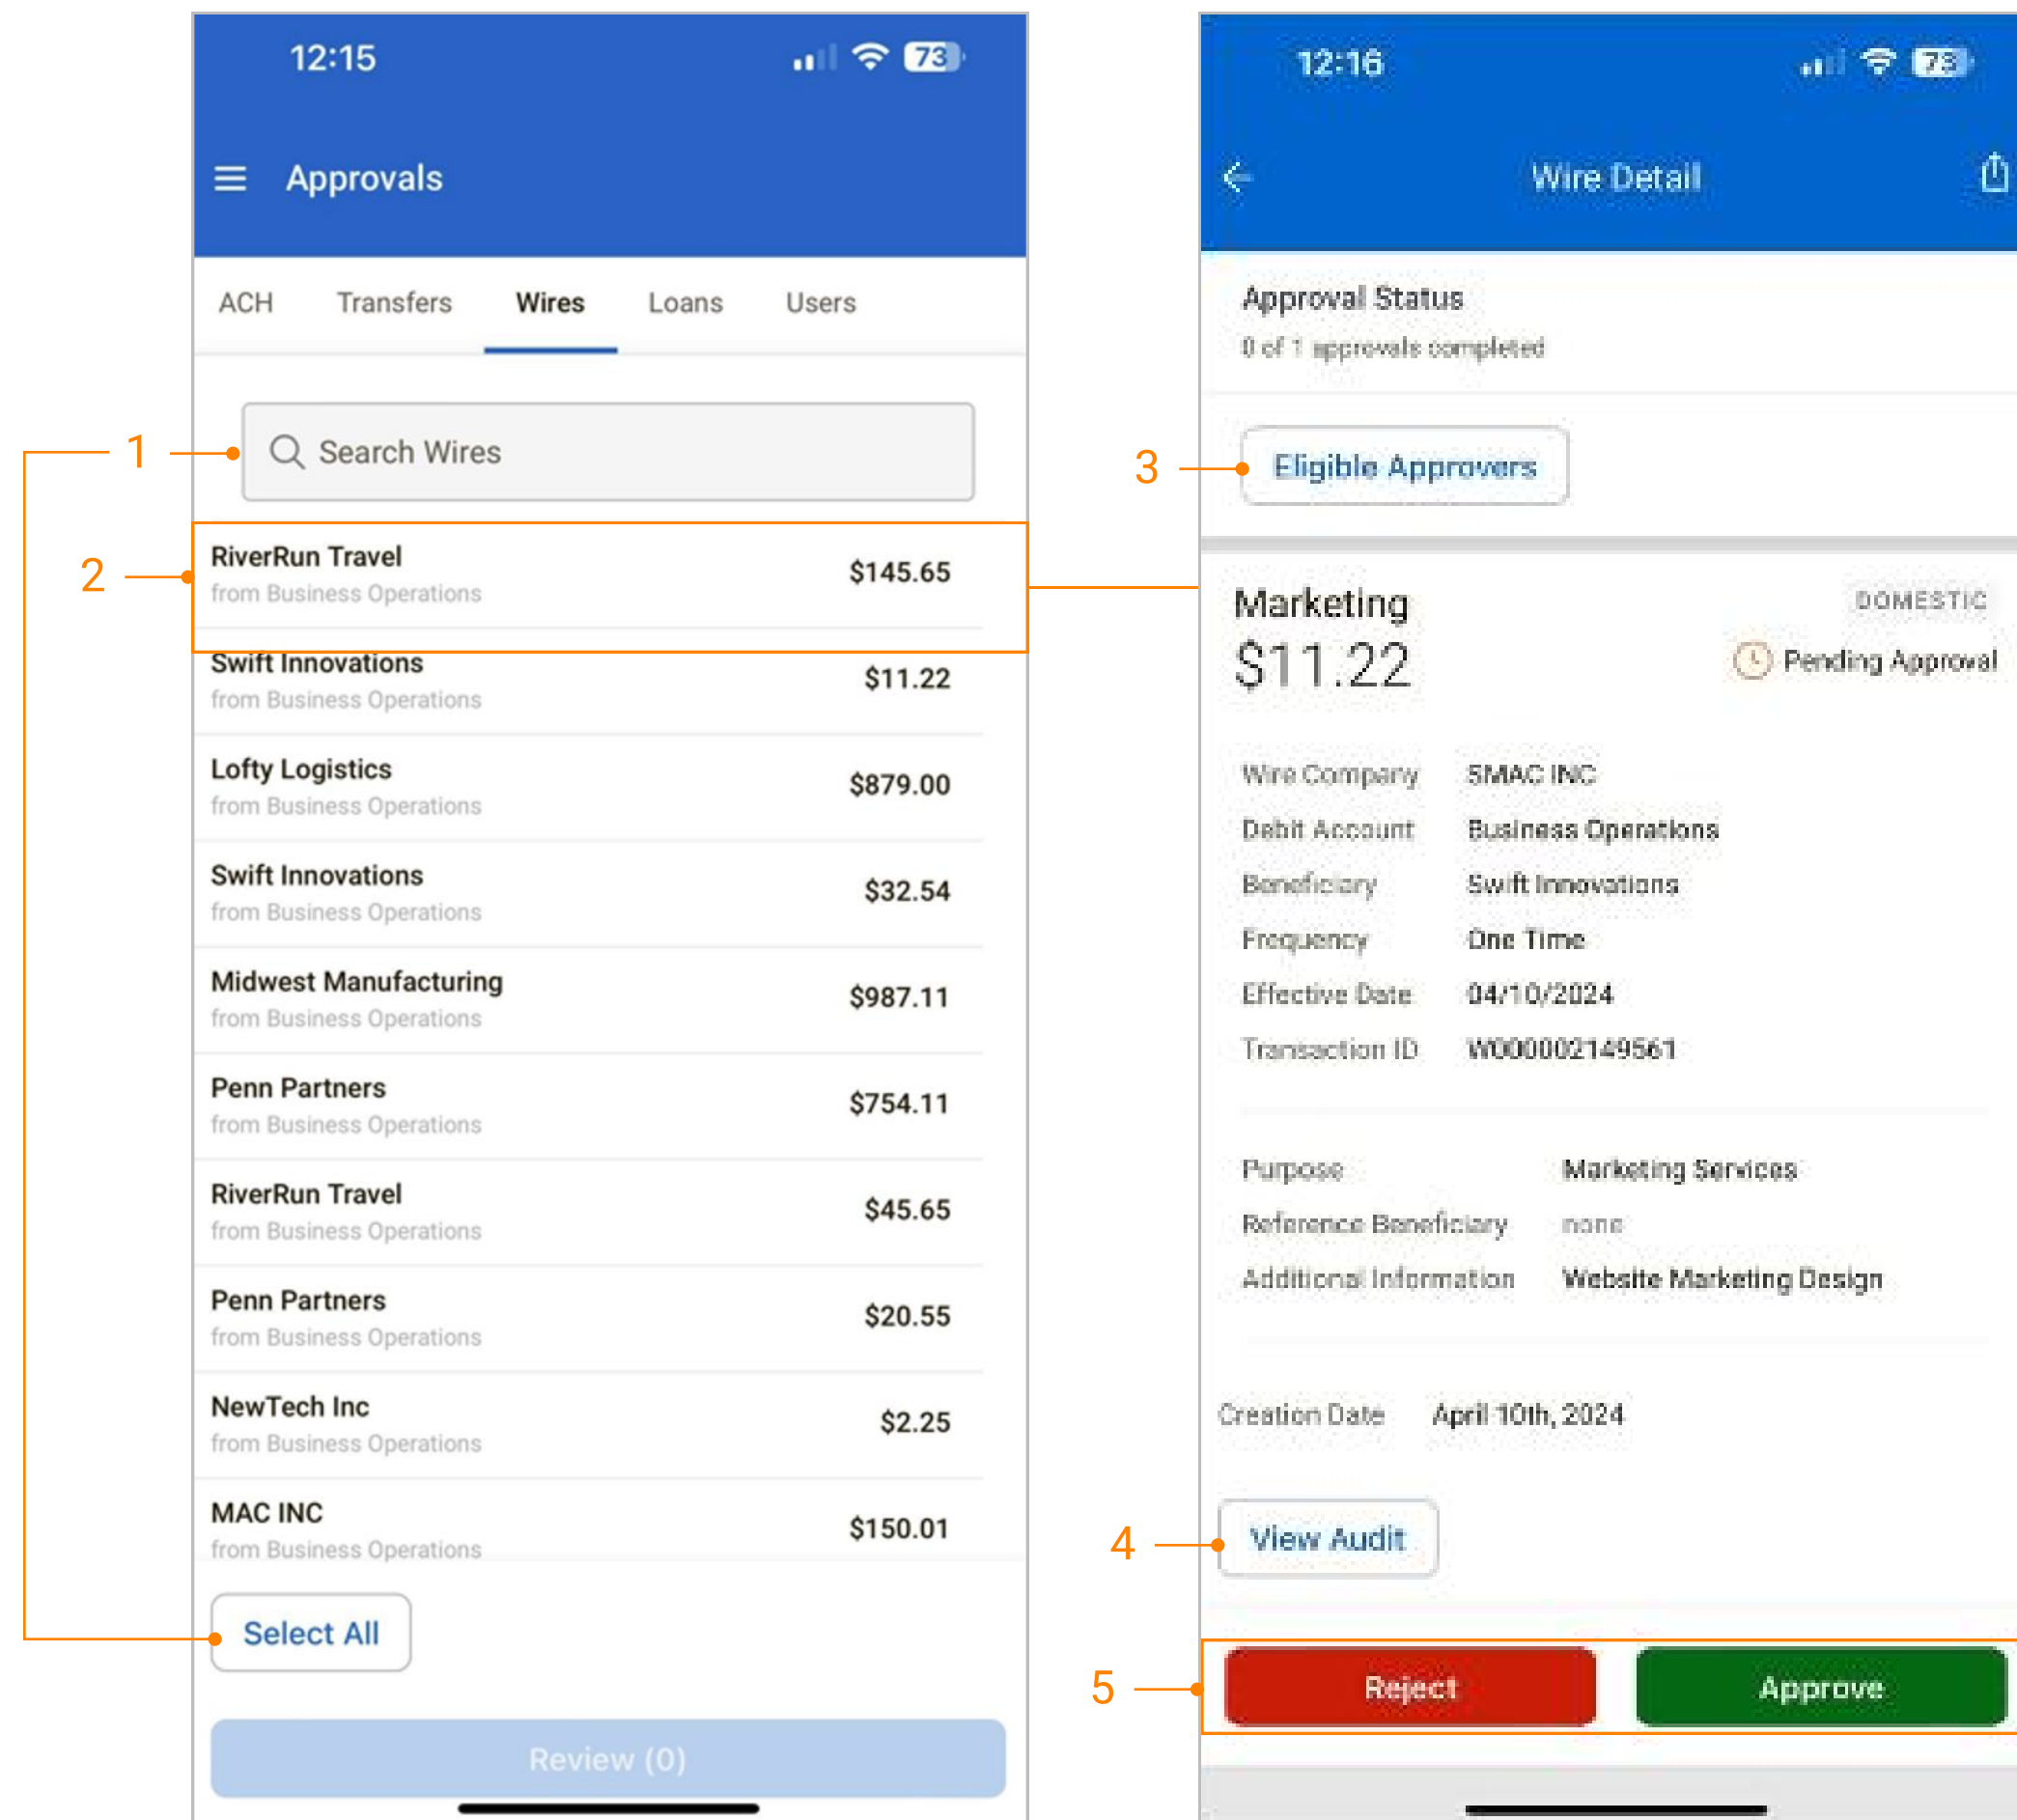 12:15
73
Approvals
ACH Transfers Wires Loans Users
1
Search Wires
2
RiverRun Travel
$145.65
from Business Operations
Swift Innovations
$11.22
from Business Operations
Lofty Logistics
$879.00
from Business Operations
Swift Innovations
$32.54
from Business Operations
Midwest Manufacturing
$987.11
from Business Operations
Penn Partners
$754.11
from Business Operations
RiverRun Travel
$45.65
from Business Operations
Penn Partners
$20.55
from Business Operations
NewTech Inc
$2.25
from Business Operations
MAC INC
$150.01
from Business Operations
Select All
Review (0)
12:16
73
Wire Detail
Approval Status
0 of 1 approvals completed
3
Eligible Approvers
Marketing
DOMESTIC
$11.22
Pending Approval
Wire Company SMAC INC
Debit Account Business Operations
Beneficiary Swift Innovations
Frequency One Time
Effective Date 04/10/2024
Transaction ID W000002149561
Purpose Marketing Services
Reference Beneficiary none
Additional Information Website Marketing Design
Creation Date April 10th, 2024
4
View Audit
5
Reject Approve